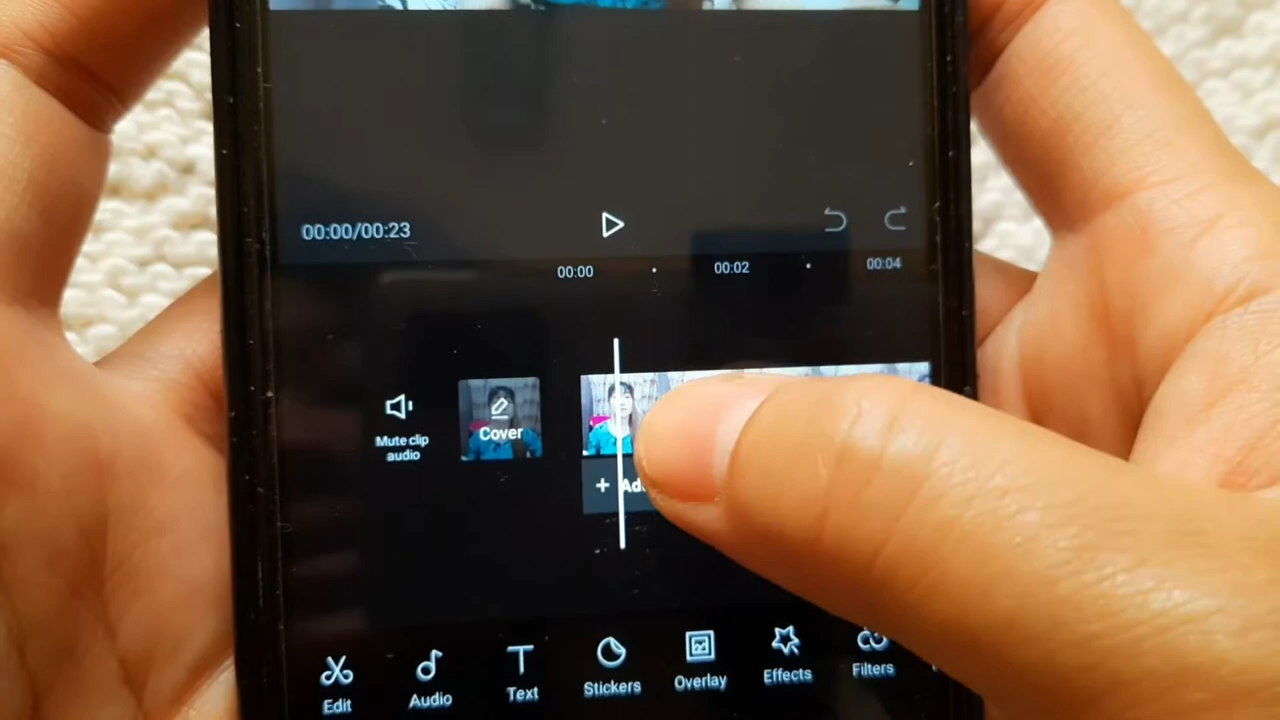 00:00/00:23
00:00
00:02
00:04
Mute clip
audio
Cover
+
Edit
Audio
Text
Stickers
Overlay
Effects
Filters